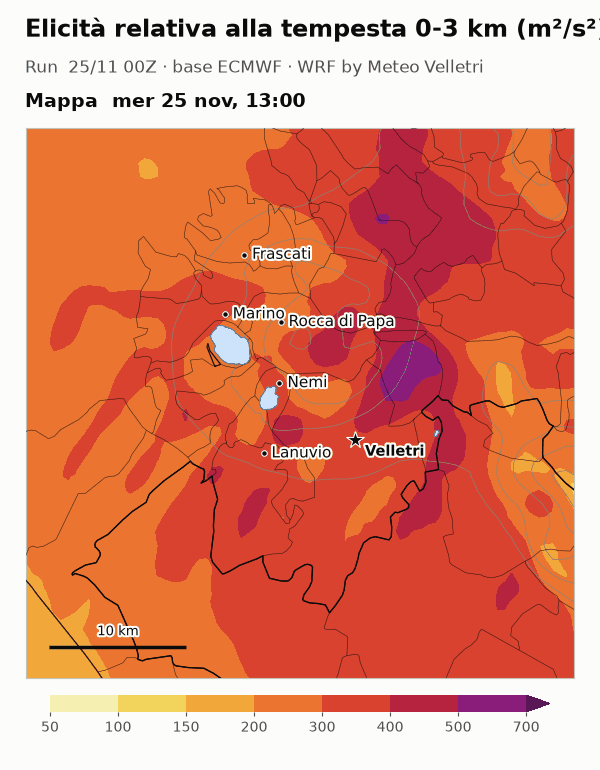 Elicità relativa alla tempesta 0-3 km (m²/s²)
Run 25/11 00Z · base ECMWF · WRF by Meteo Velletri
Mappa mer 25 nov, 13:00
Frascati
Marino
Rocca di Papa
Nemi
Velletri
Lanuvio
10 km
50 100 150 200 300 400 500 700